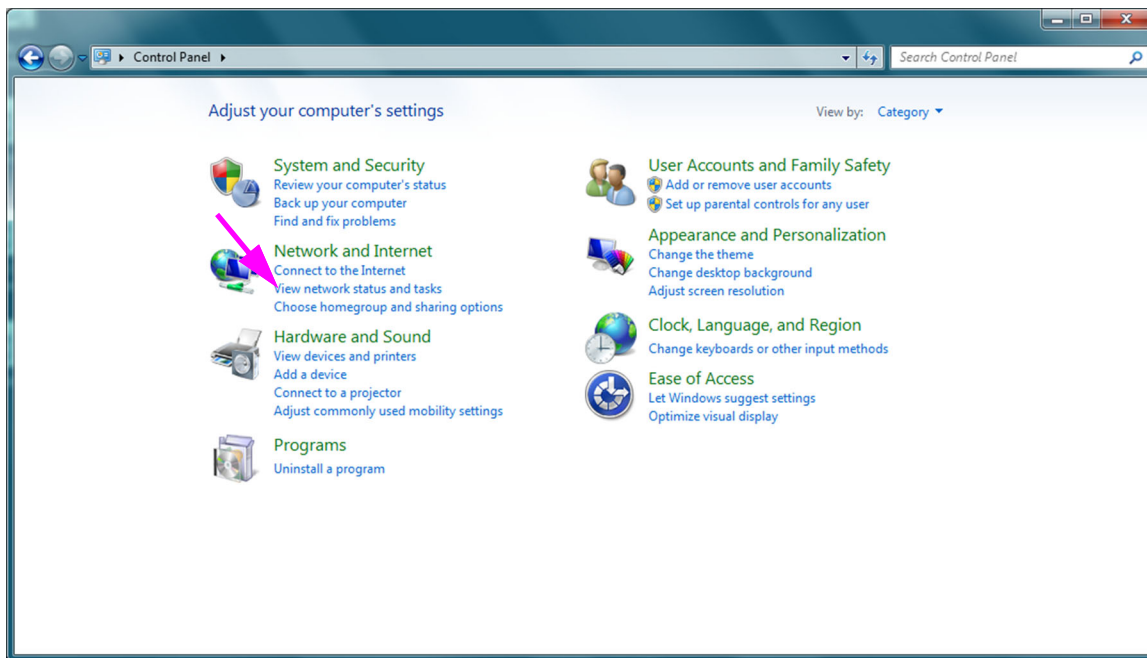 Control Panel
Search Control Panel
Adjust your computer's settings
View by: Category
System and Security
Review your computer's status
Back up your computer
Find and fix problems
Network and Internet
Connect to the Internet
View network status and tasks
Choose homegroup and sharing options
Hardware and Sound
View devices and printers
Add a device
Connect to a projector
Adjust commonly used mobility settings
Programs
Uninstall a program
User Accounts and Family Safety
Add or remove user accounts
Set up parental controls for any user
Appearance and Personalization
Change the theme
Change desktop background
Adjust screen resolution
Clock, Language, and Region
Change keyboards or other input methods
Ease of Access
Let Windows suggest settings
Optimize visual display